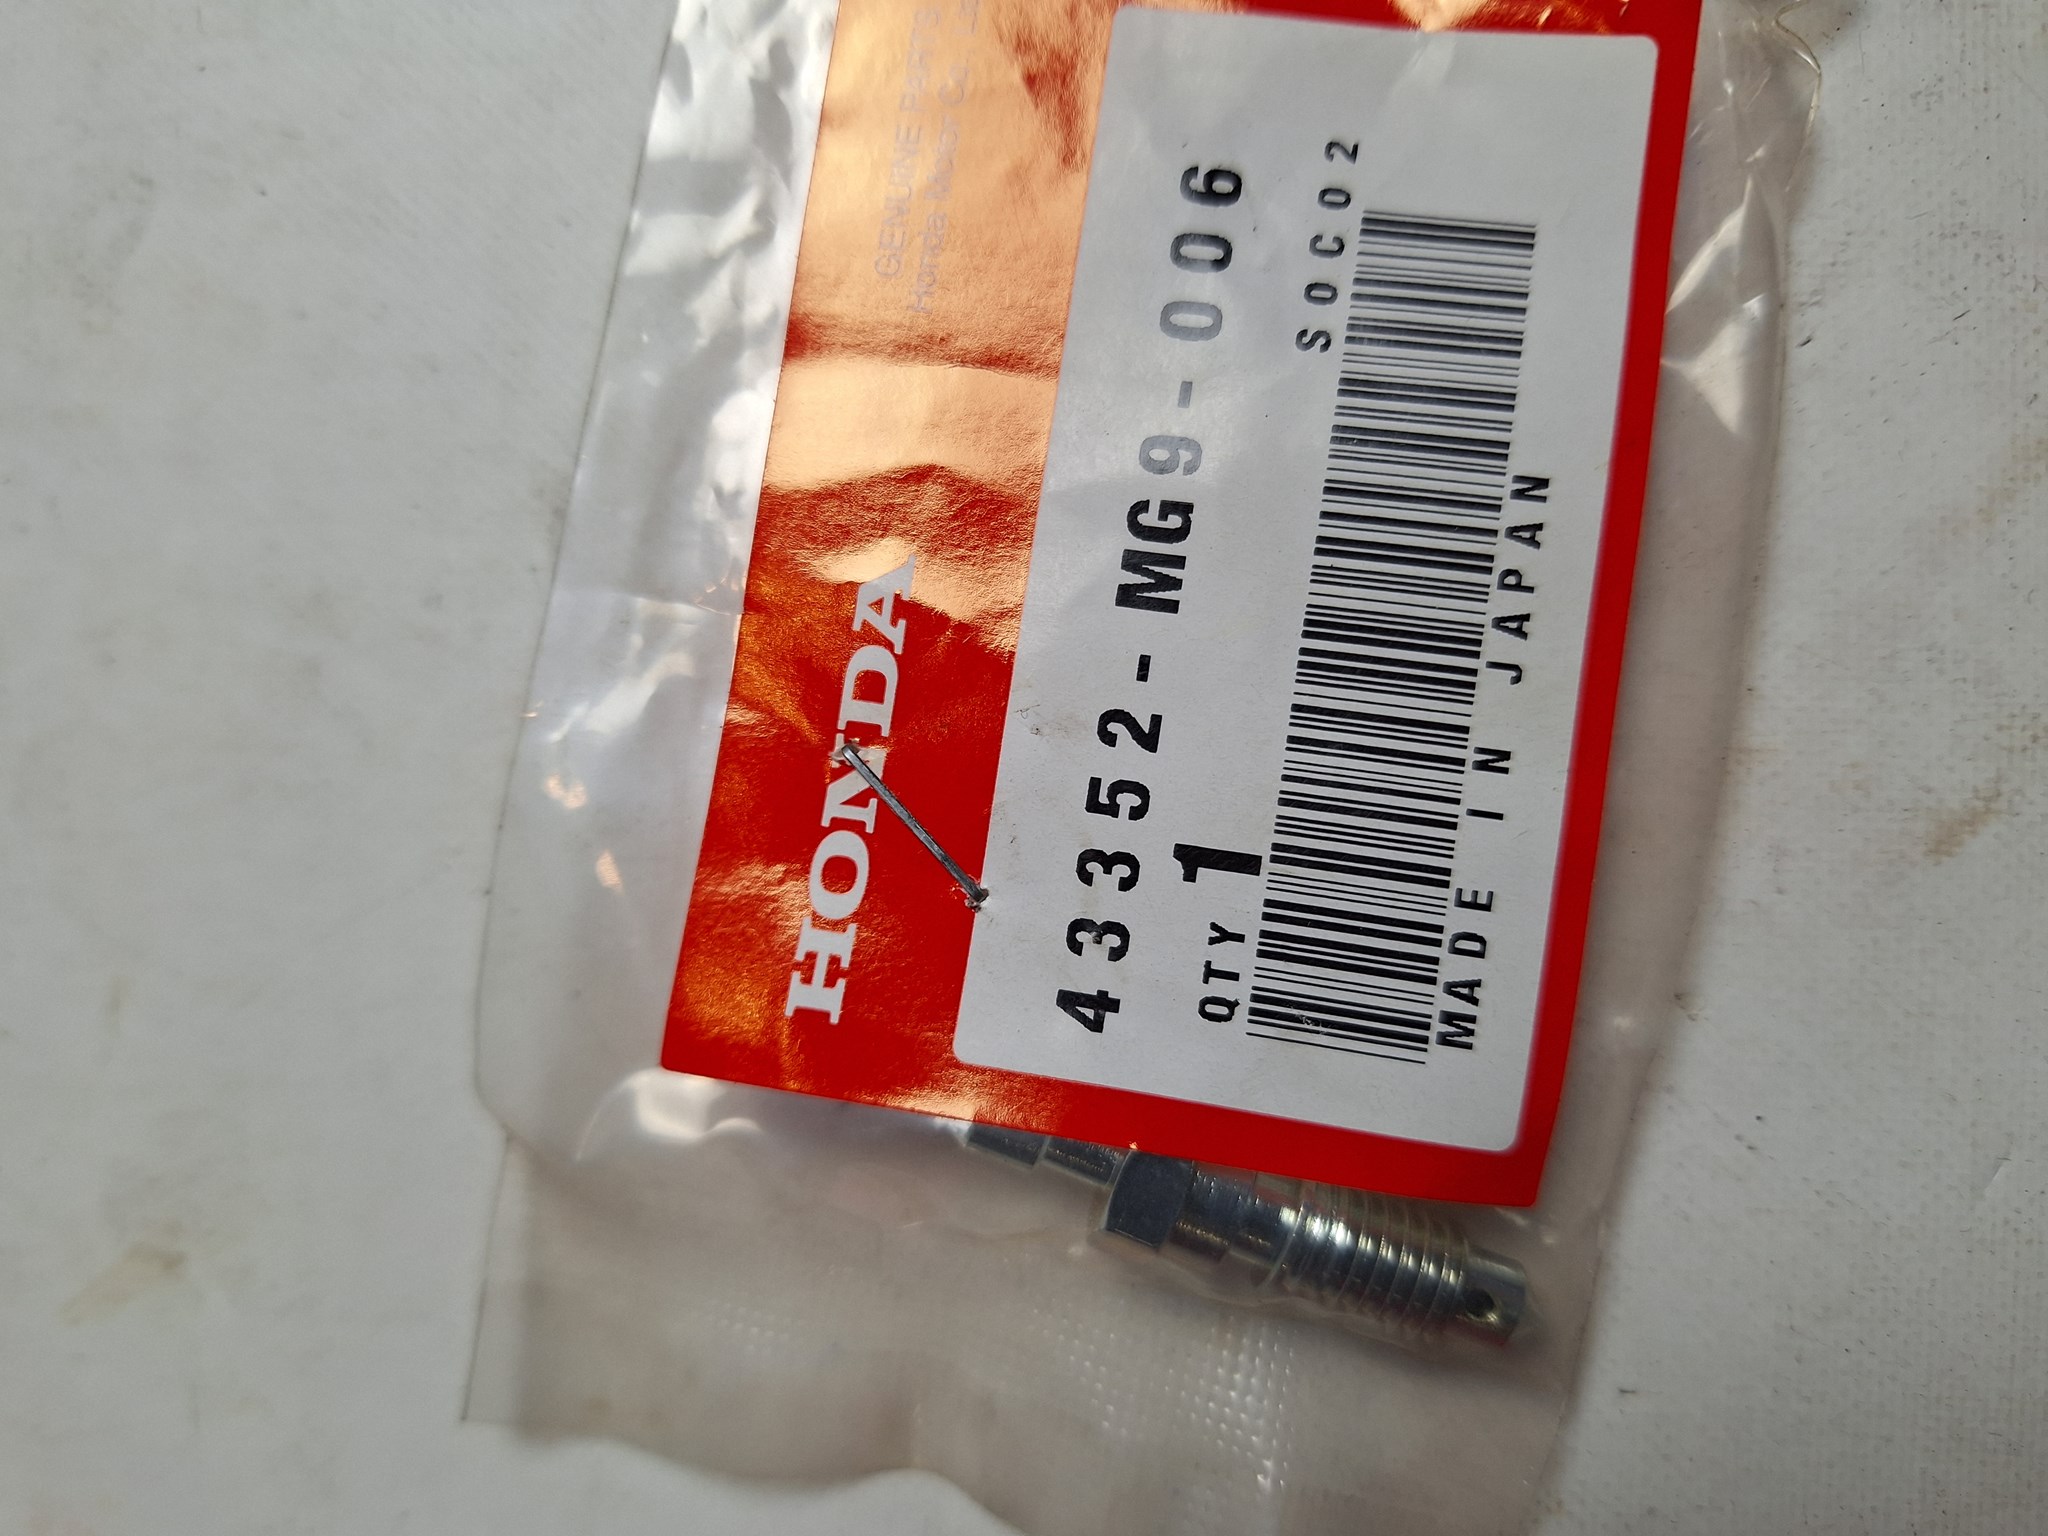 GENUINE PARTS
Honda Motor Co.
HONDA
43352-MG9-006
QTY 1
S0C02
MADE IN JAPAN